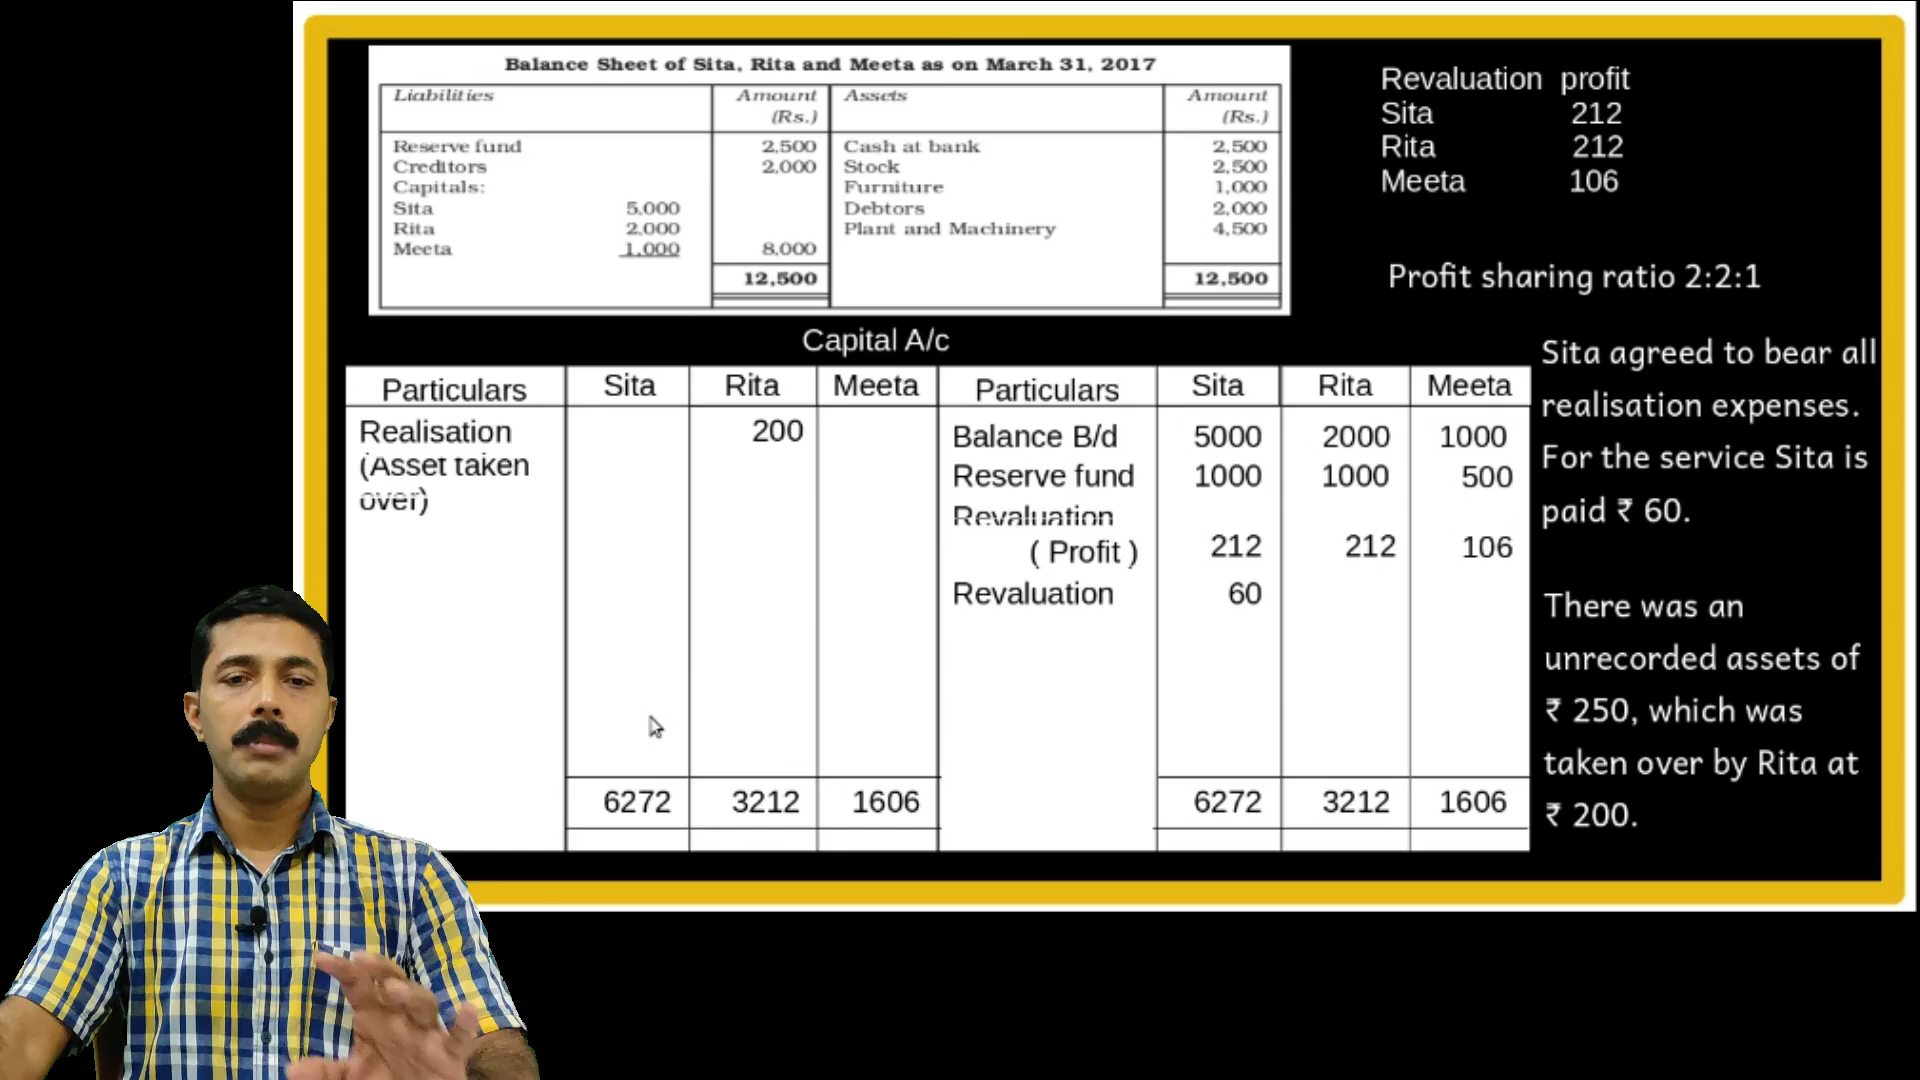 Balance Sheet of Sita, Rita and Meeta as on March 31, 2017
Liabilities Amount (Rs.) Assets Amount (Rs.)
Reserve fund 2,500 Cash at bank 2,500
Creditors 2,000 Stock 2,500
Capitals: Furniture 1,000
Sita 5,000 Debtors 2,000
Rita 2,000 Plant and Machinery 4,500
Meeta 1,000 8,000
12,500 12,500
Revaluation profit
Sita 212
Rita 212
Meeta 106
Profit sharing ratio 2:2:1
Capital A/c
Particulars Sita Rita Meeta Particulars Sita Rita Meeta
Realisation 200 Balance B/d 5000 2000 1000
(Asset taken Reserve fund 1000 1000 500
over) Revaluation
( Profit ) 212 212 106
Revaluation 60
6272 3212 1606 6272 3212 1606
Sita agreed to bear all
realisation expenses.
For the service Sita is
paid ₹ 60.
There was an
unrecorded assets of
₹ 250, which was
taken over by Rita at
₹ 200.